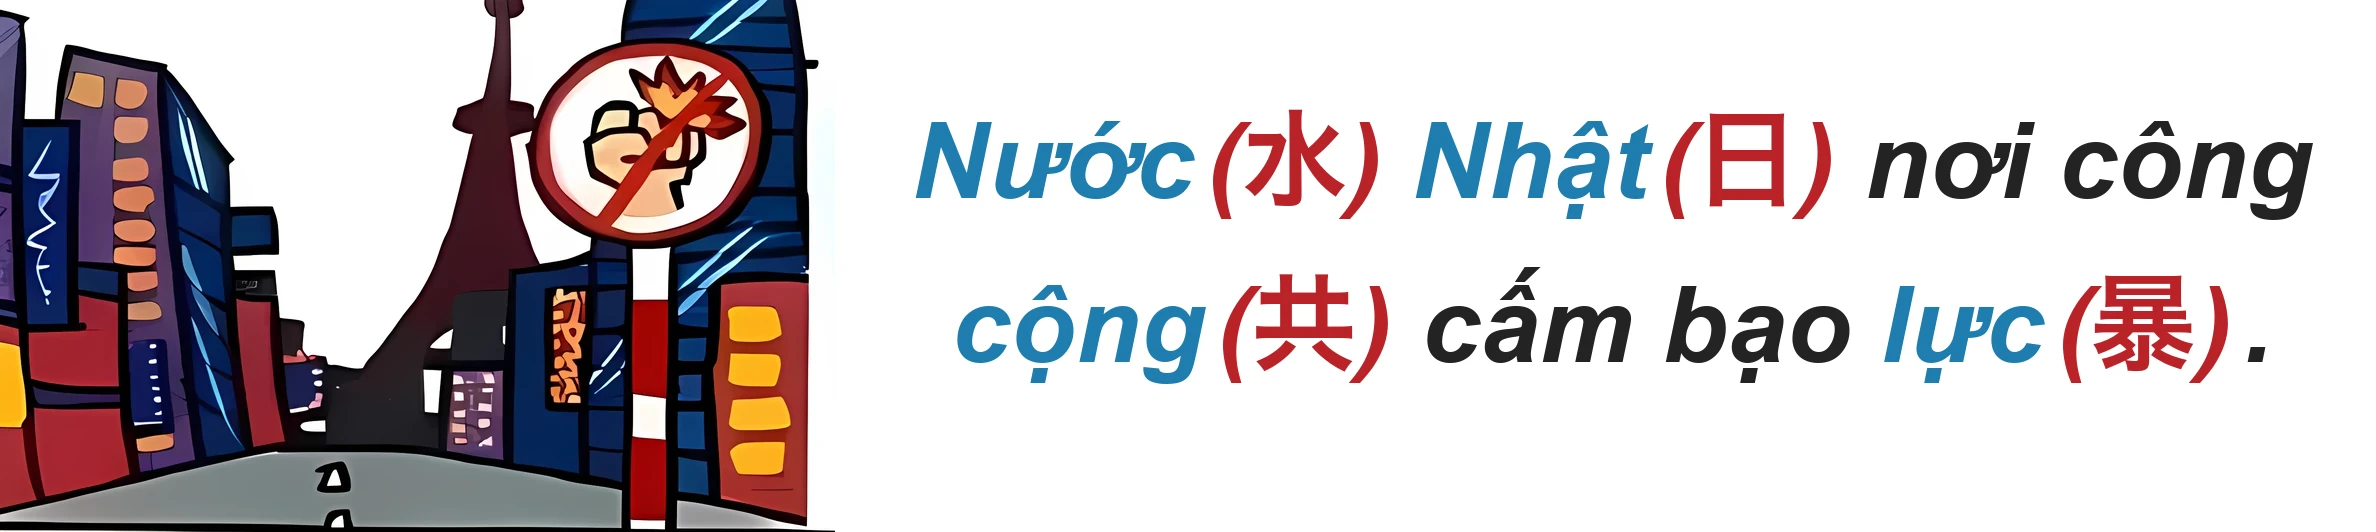 Nước (水) Nhật (日) nơi công
cộng (共) cấm bạo lực (暴) .